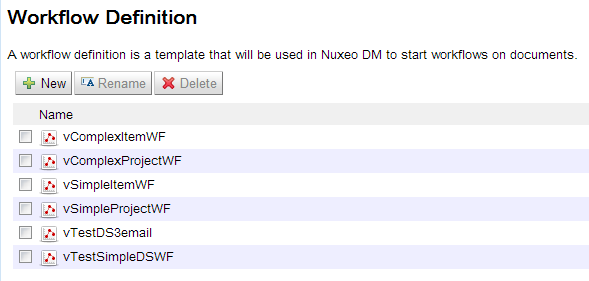 Workflow Definition
A workflow definition is a template that will be used in Nuxeo DM to start workflows on documents.
New Rename Delete
Name
vComplexItemWF
vComplexProjectWF
vSimpleItemWF
vSimpleProjectWF
vTestDS3email
vTestSimpleDSWF